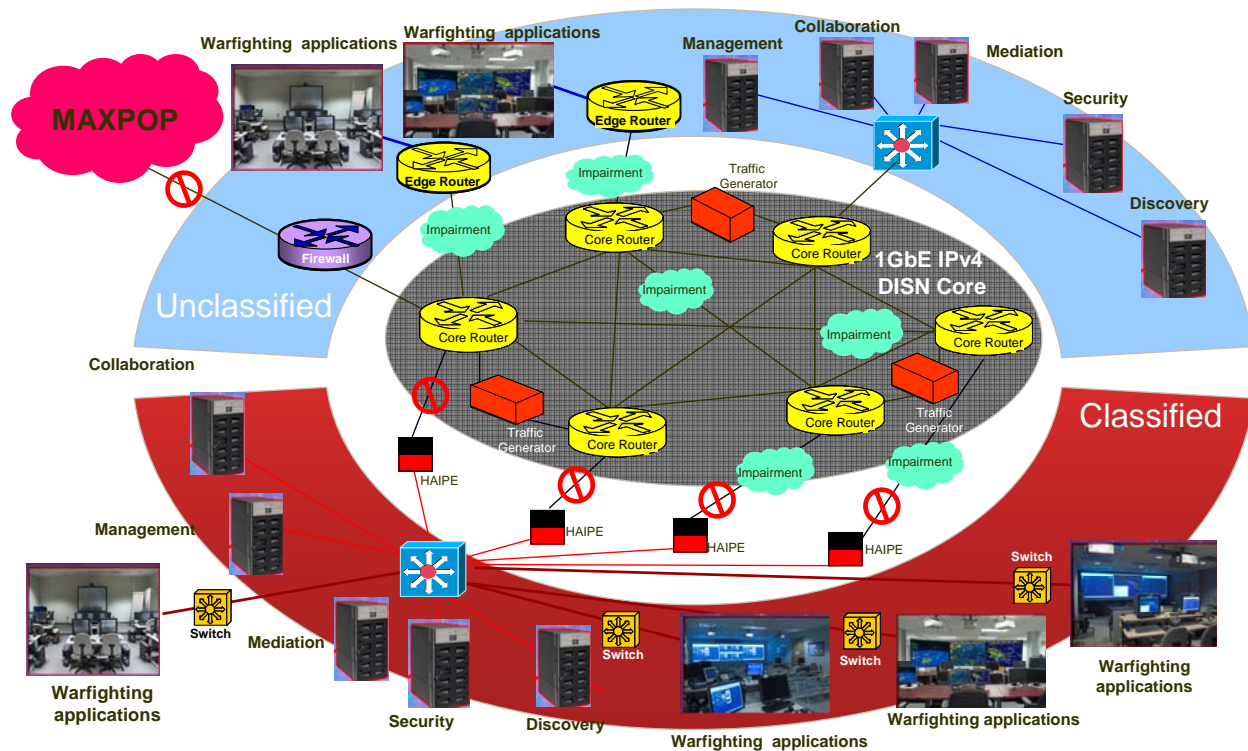 Warfighting applications
Warfighting applications
Management
Collaboration
Mediation
Security
Discovery
MAXPOP
Edge Router
Edge Router
Firewall
Unclassified
Impairment
Impairment
Traffic
Generator
Core Router
Core Router
1GbE IPv4
DISN Core
Impairment
Impairment
Core Router
Core Router
Traffic
Generator
Core Router
Core Router
Traffic
Generator
Impairment
Impairment
Classified
HAIPE
HAIPE
HAIPE
HAIPE
Collaboration
Management
Switch
Mediation
Security
Discovery
Switch
Switch
Switch
Warfighting
applications
Warfighting applications
Warfighting applications
Warfighting
applications